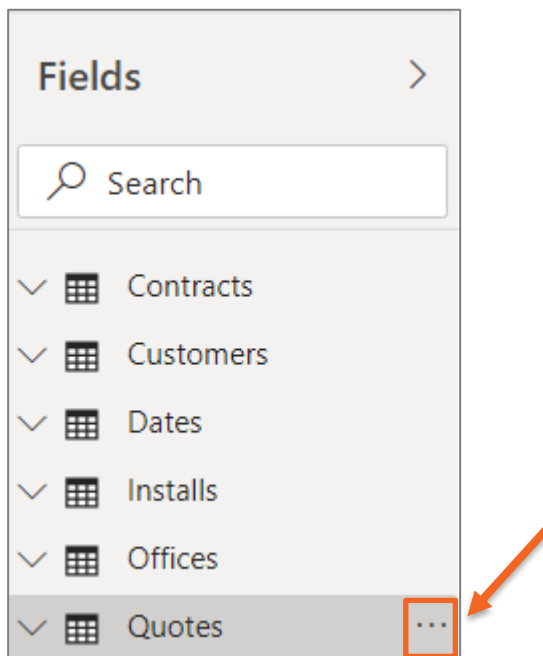 Fields
Search
Contracts
Customers
Dates
Installs
Offices
Quotes ...